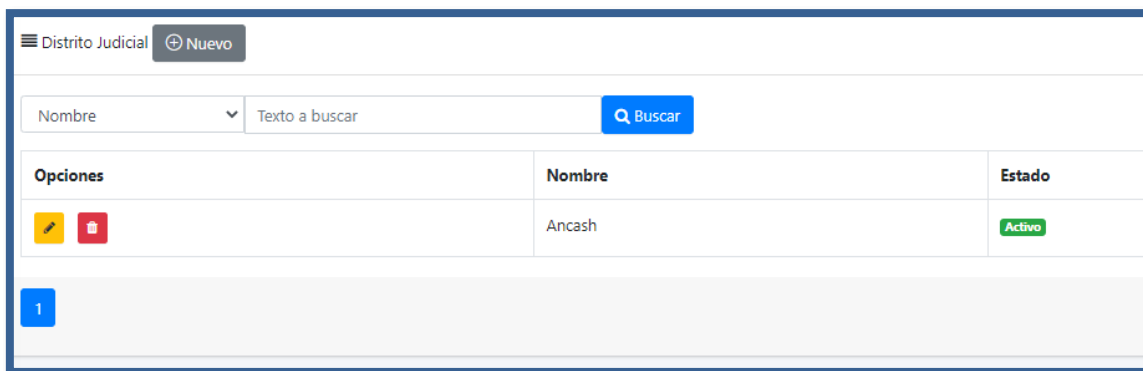 Distrito Judicial Nuevo
Nombre Texto a buscar Buscar
Opciones Nombre Estado
Ancash Activo
1